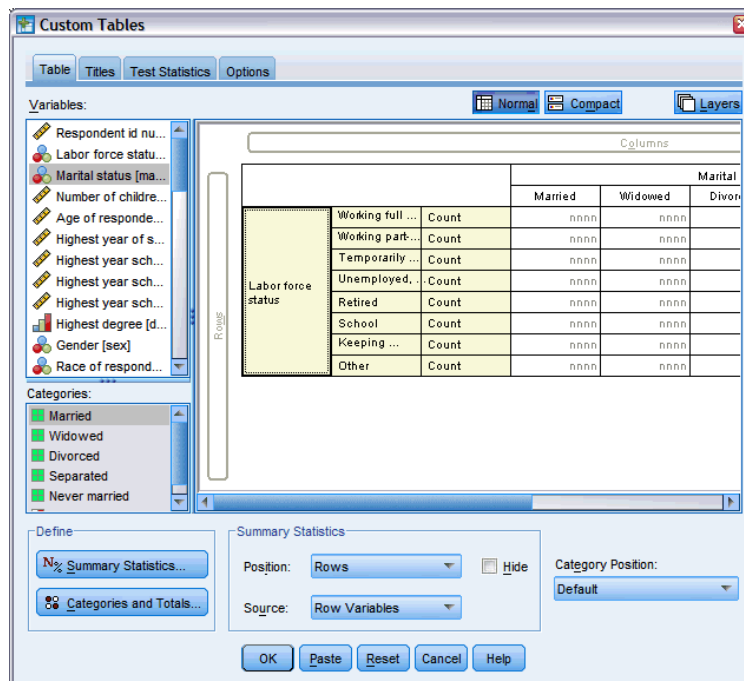 Custom Tables
Table Titles Test Statistics Options
Variables:
Normal Compact Layers
Respondent id nu...
Labor force statu...
Marital status [ma...
Number of childre...
Age of responde...
Highest year of s...
Highest year sch...
Highest year sch...
Highest year sch...
Highest degree [d...
Gender [sex]
Race of respond...
Columns
Rows
Marital
Married Widowed Divor
Labor force status
Working full ... Count nnnn nnnn
Working part-... Count nnnn nnnn
Temporarily ... Count nnnn nnnn
Unemployed, ... Count nnnn nnnn
Retired Count nnnn nnnn
School Count nnnn nnnn
Keeping ... Count nnnn nnnn
Other Count nnnn nnnn
Categories:
Married
Widowed
Divorced
Separated
Never married
Define
N% Summary Statistics...
Categories and Totals...
Summary Statistics
Position: Rows Hide
Source: Row Variables
Category Position:
Default
OK Paste Reset Cancel Help